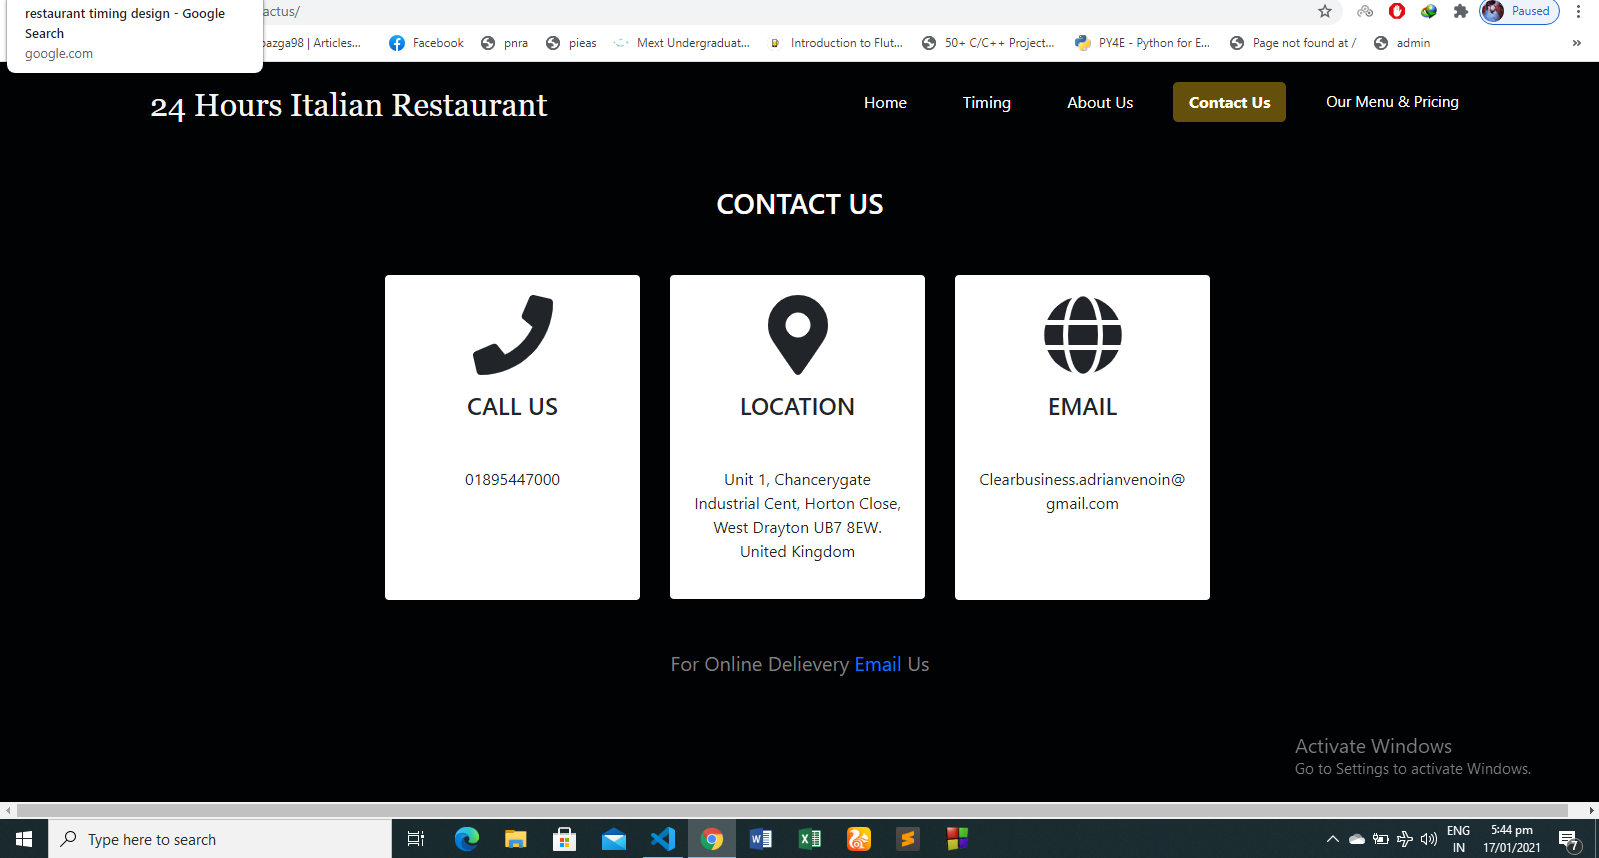 restaurant timing design - Google
Search
google.com
actus/
Paused
bazga98 | Articles...
Facebook
pnra
pieas
Mext Undergraduat...
Introduction to Flut...
50+ C/C++ Project...
PY4E - Python for E...
Page not found at /
admin
»
24 Hours Italian Restaurant
Home
Timing
About Us
Contact Us
Our Menu & Pricing
CONTACT US
CALL US
01895447000
LOCATION
Unit 1, Chancerygate
Industrial Cent, Horton Close,
West Drayton UB7 8EW.
United Kingdom
EMAIL
Clearbusiness.adrianvenoin@
gmail.com
For Online Delievery Email Us
Activate Windows
Go to Settings to activate Windows.
Type here to search
ENG
IN
5:44 pm
17/01/2021
7